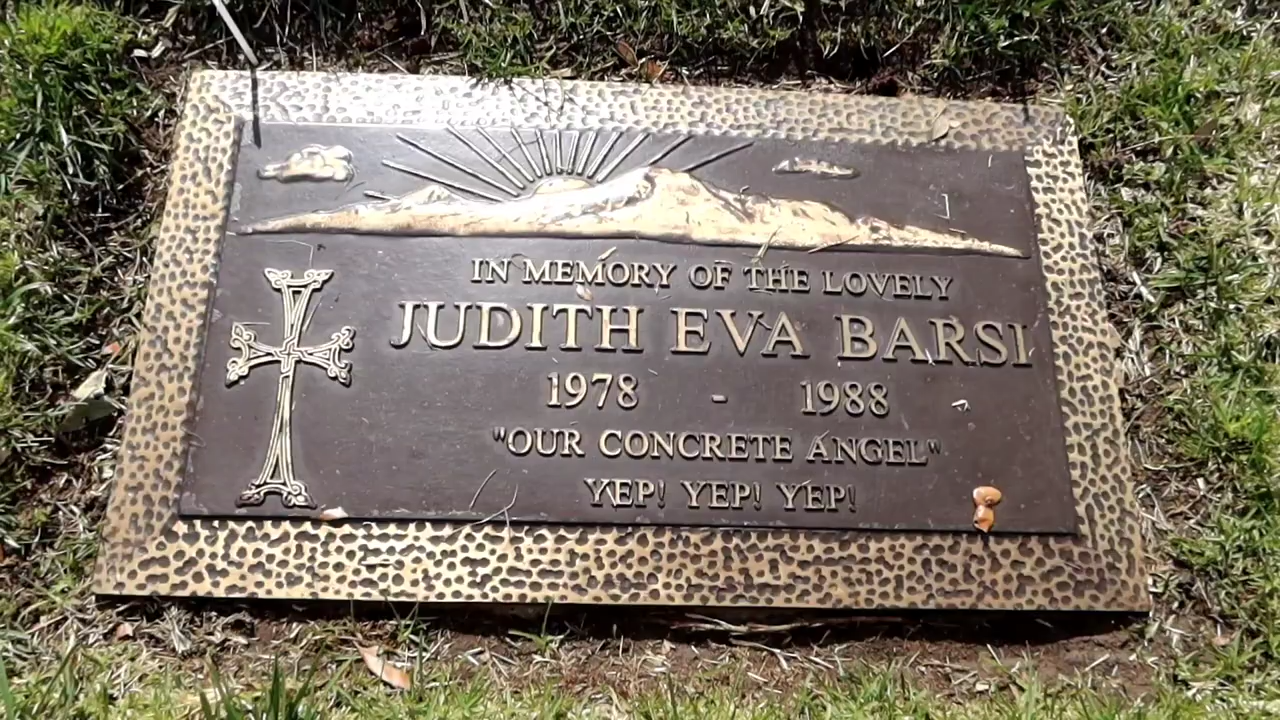 IN MEMORY OF THE LOVELY
JUDITH EVA BARSI
1978 - 1988
"OUR CONCRETE ANGEL"
YEP! YEP! YEP!